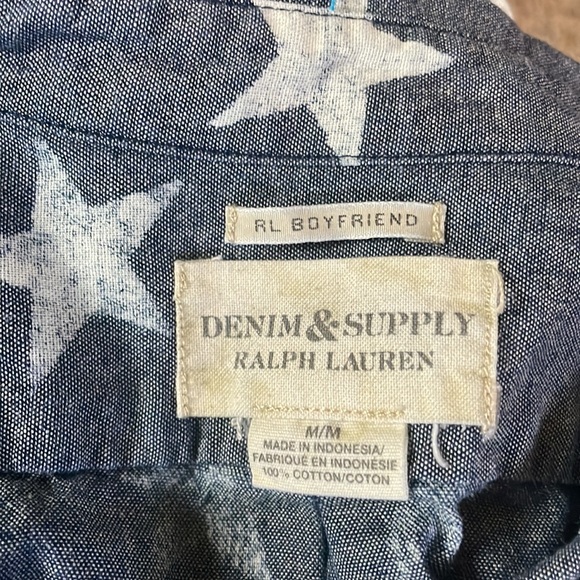 RL BOYFRIEND
DENIM & SUPPLY
RALPH LAUREN
M/M
MADE IN INDONESIA/
FABRIQUÉ EN INDONÉSIE
100% COTTON/COTON